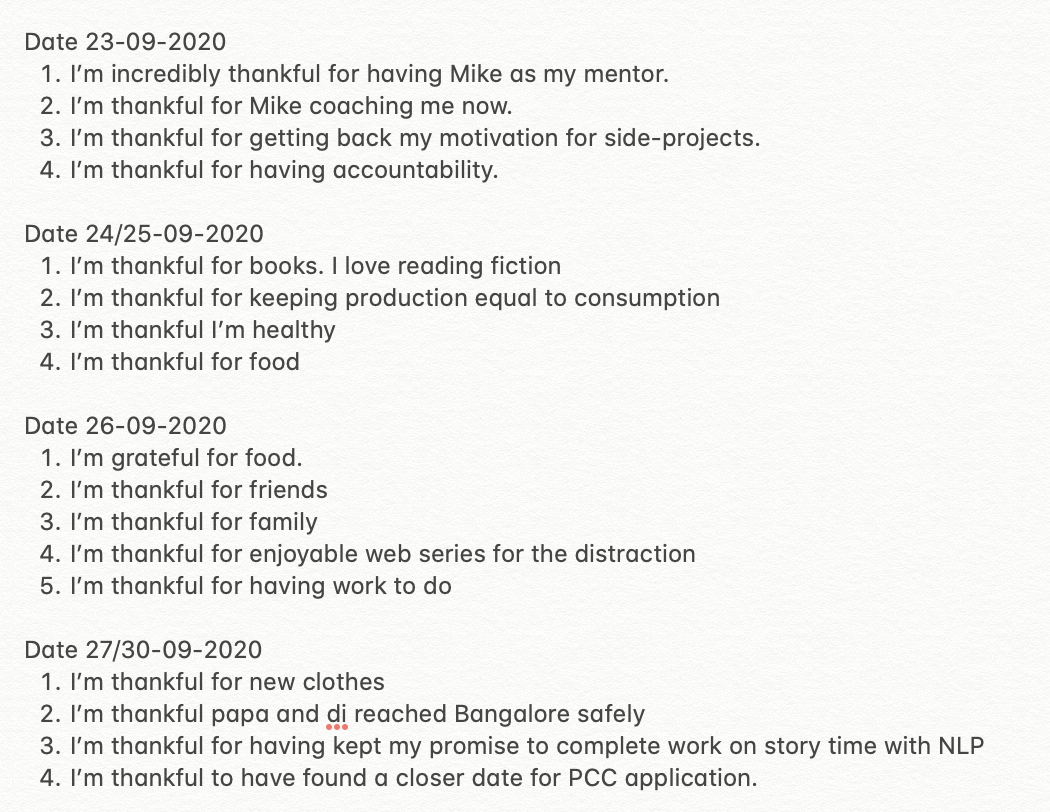 Date 23-09-2020
1. I’m incredibly thankful for having Mike as my mentor.
2. I’m thankful for Mike coaching me now.
3. I’m thankful for getting back my motivation for side-projects.
4. I’m thankful for having accountability.
Date 24/25-09-2020
1. I’m thankful for books. I love reading fiction
2. I’m thankful for keeping production equal to consumption
3. I’m thankful I’m healthy
4. I’m thankful for food
Date 26-09-2020
1. I’m grateful for food.
2. I’m thankful for friends
3. I’m thankful for family
4. I’m thankful for enjoyable web series for the distraction
5. I’m thankful for having work to do
Date 27/30-09-2020
1. I’m thankful for new clothes
2. I’m thankful papa and di reached Bangalore safely
3. I’m thankful for having kept my promise to complete work on story time with NLP
4. I’m thankful to have found a closer date for PCC application.